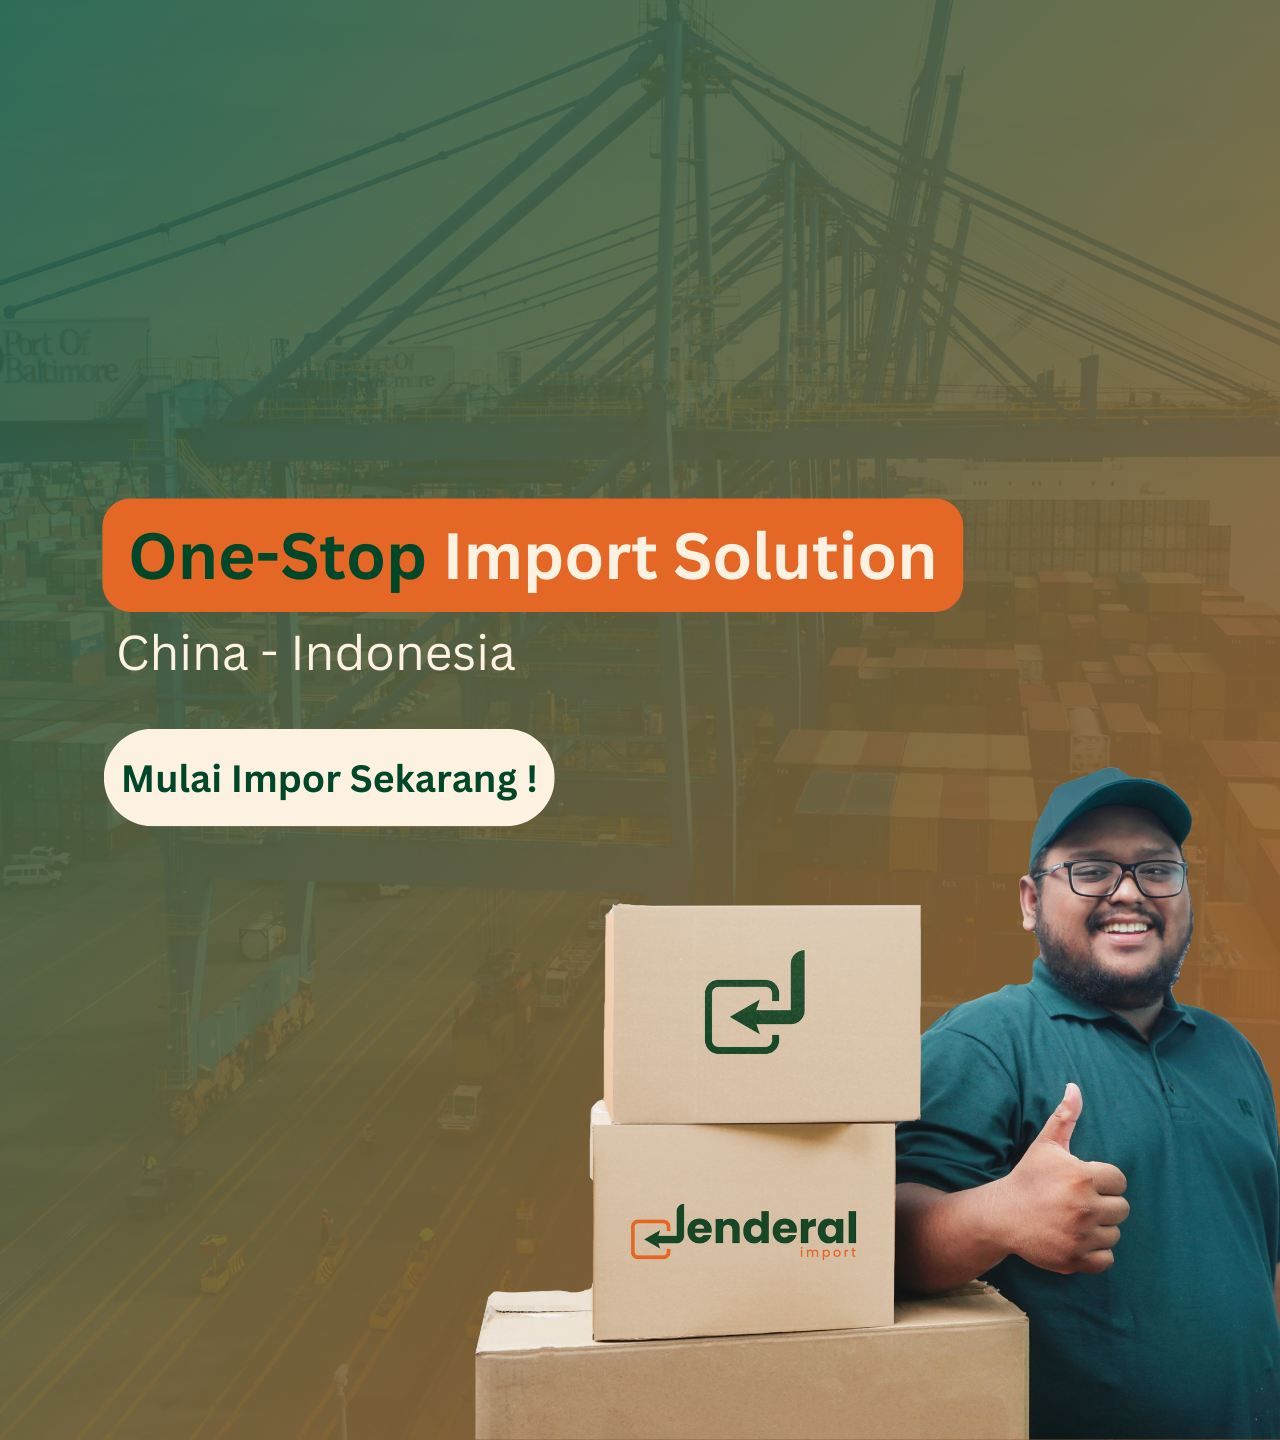 Port Of
Baltimore
One-Stop Import Solution
China - Indonesia
Mulai Impor Sekarang !
Jenderal
import